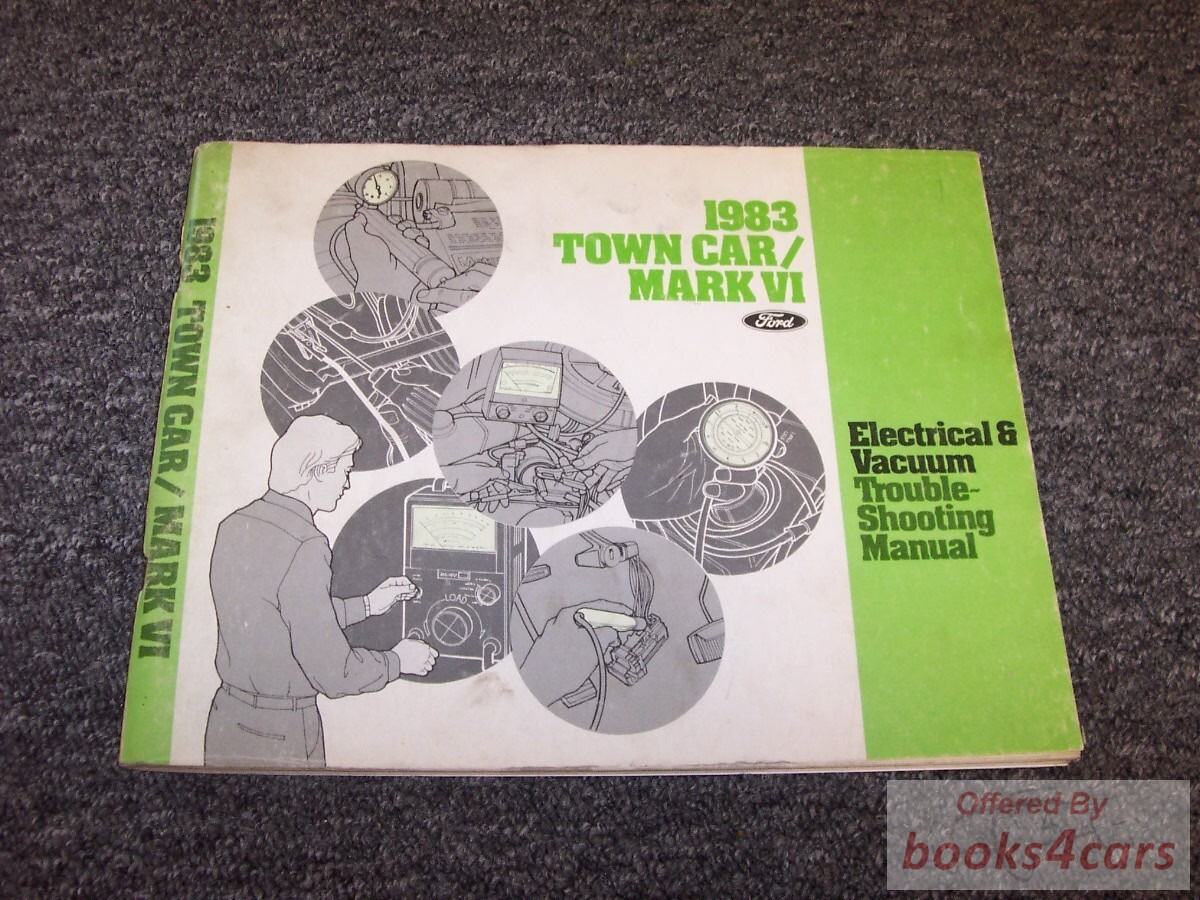 1983 TOWN CAR / MARK VI
1983
TOWN CAR/
MARK VI
Ford
Electrical &
Vacuum
Trouble-
Shooting
Manual
LOAD
Offered By
books4cars